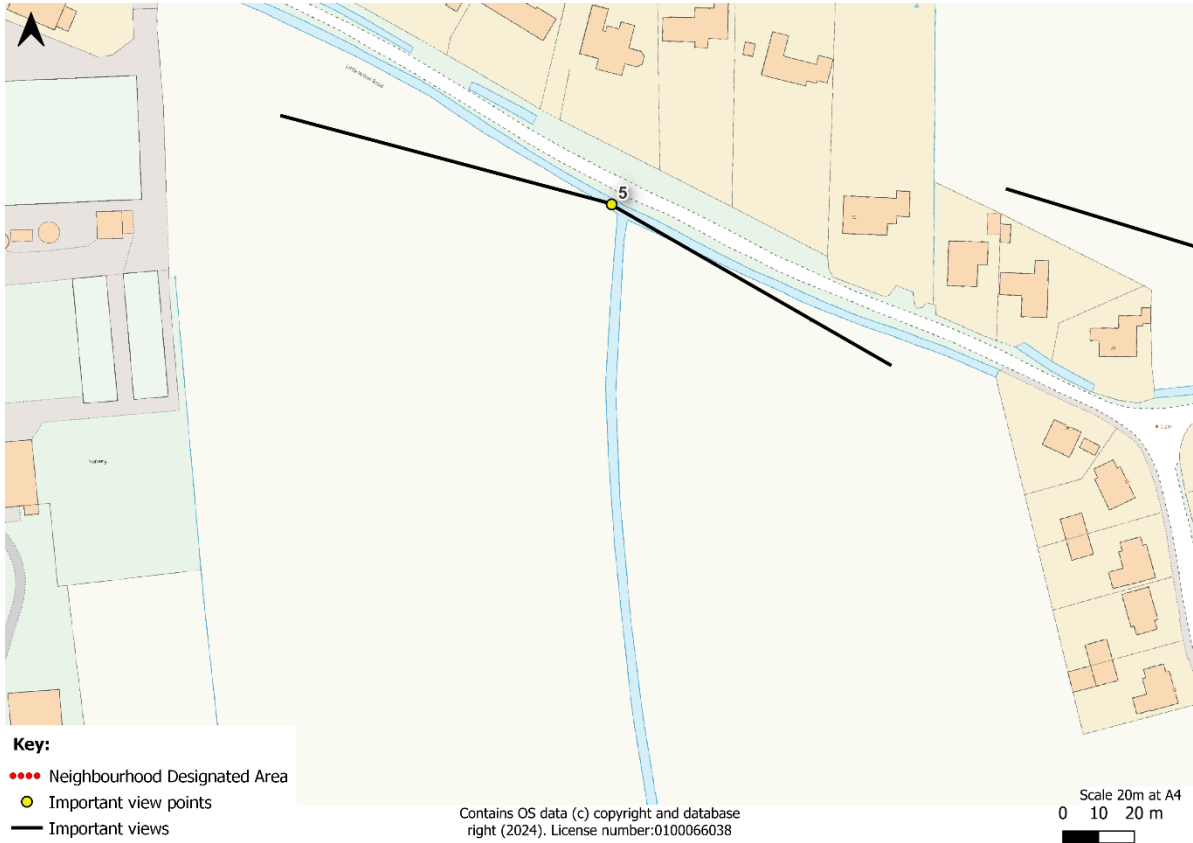 5
Nursery
Key:
Neighbourhood Designated Area
Important view points
Important views
Contains OS data (c) copyright and database
right (2024). License number:0100066038
Scale 20m at A4
0 10 20 m